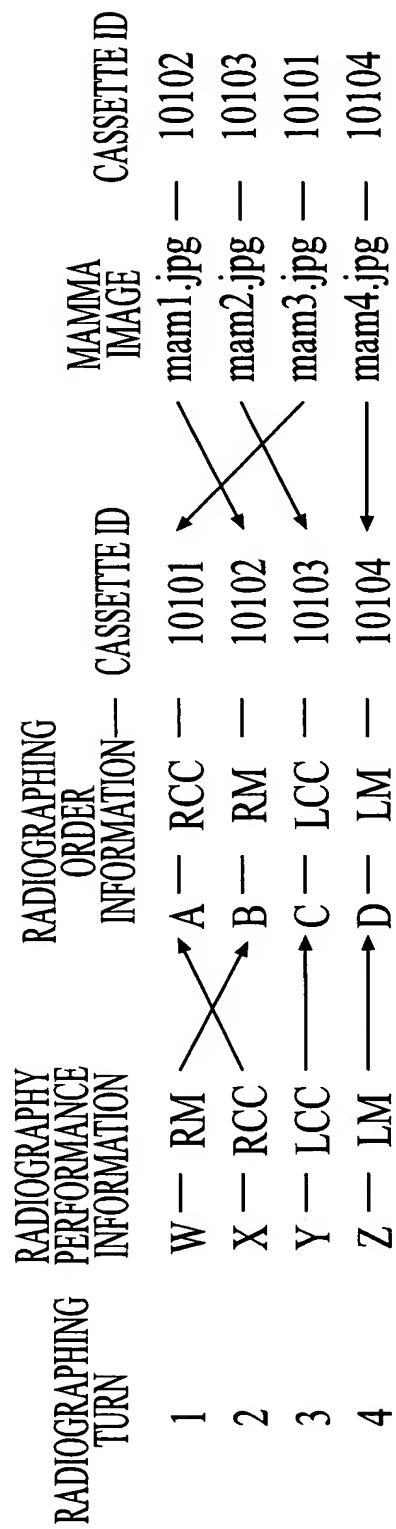 RADIOGRAPHING
TURN
1
2
3
4
RADIOGRAPHY
PERFORMANCE
INFORMATION
W — RM
X — RCC
Y — LCC
Z — LM
RADIOGRAPHING
ORDER
INFORMATION — CASSETTE ID
A — RCC — 10101
B — RM — 10102
C — LCC — 10103
D — LM — 10104
MAMMA
IMAGE
CASSETTE ID
mam1.jpg — 10102
mam2.jpg — 10103
mam3.jpg — 10101
mam4.jpg — 10104